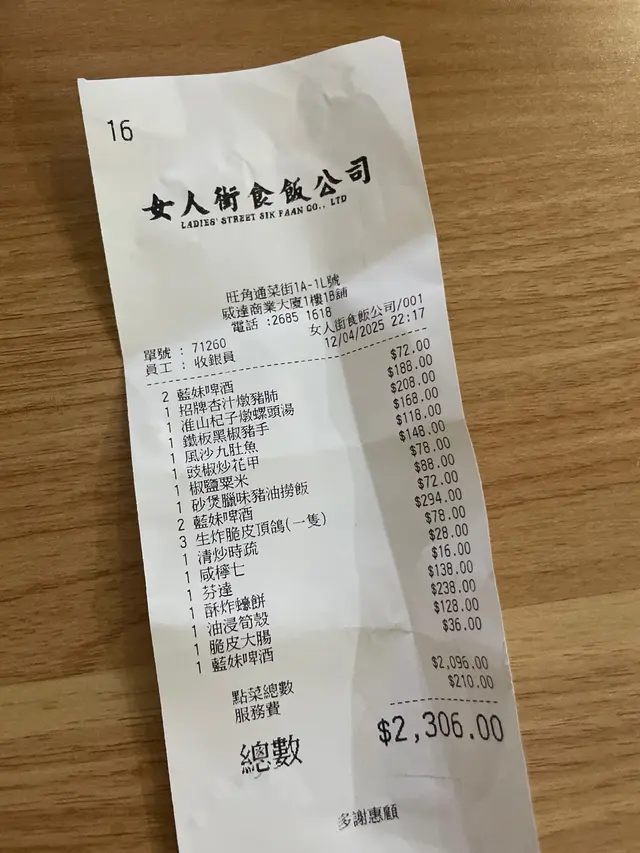 16
女人街食飯公司
LADIES' STREET SIK FAAN CO., LTD
旺角通菜街1A-1L號
威達商業大廈1樓1B舖
電話 :2685 1618
單號 : 71260 女人街食飯公司/001
員工 : 收銀員 12/04/2025 22:17
2 藍妹啤酒 $72.00
1 招牌杏汁燉豬肺 $188.00
1 准山杞子燉螺頭湯 $208.00
1 鐵板黑椒豬手 $168.00
1 風沙九肚魚 $118.00
1 豉椒炒花甲 $148.00
1 椒鹽粟米 $78.00
1 砂煲臘味豬油撈飯 $88.00
2 藍妹啤酒 $72.00
3 生炸脆皮頂鴿(一隻) $294.00
1 清炒時疏 $78.00
1 咸檸七 $28.00
1 芬達 $16.00
1 酥炸蠔餅 $138.00
1 油浸筍殼 $238.00
1 脆皮大腸 $128.00
1 藍妹啤酒 $36.00
點菜總數 $2,096.00
服務費 $210.00
總數 $2,306.00
多謝惠顧